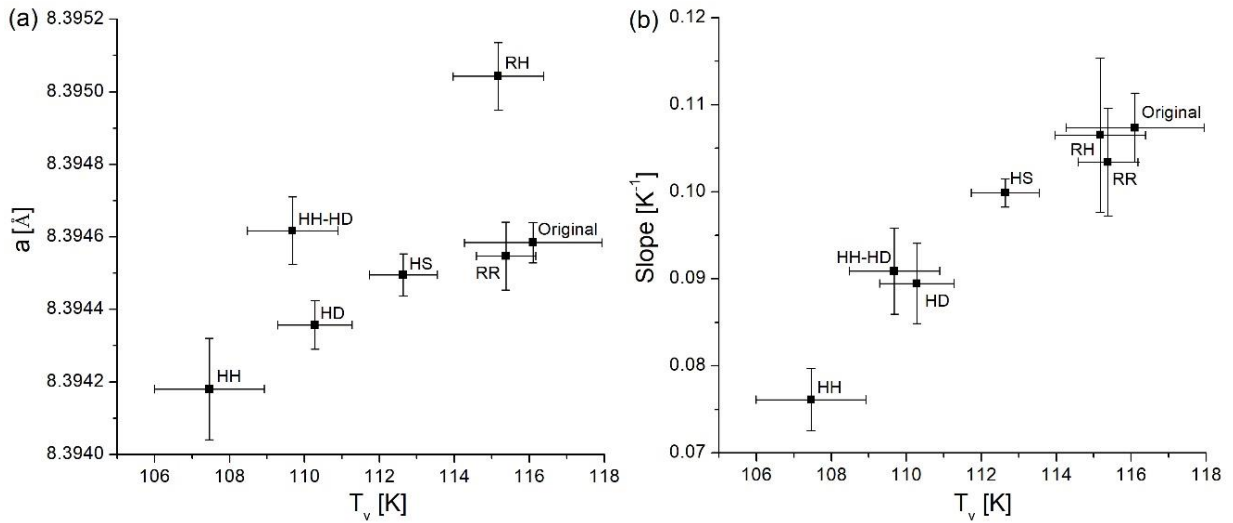 (a)
8.3952
8.3950
8.3948
8.3946
8.3944
8.3942
8.3940
a [Å]
RH
HH-HD
Original
RR
HS
HD
HH
106 108 110 112 114 116 118
T_v [K]
(b)
0.12
0.11
0.10
0.09
0.08
0.07
Slope [K⁻¹]
Original
RH
RR
HS
HH-HD
HD
HH
106 108 110 112 114 116 118
T_v [K]